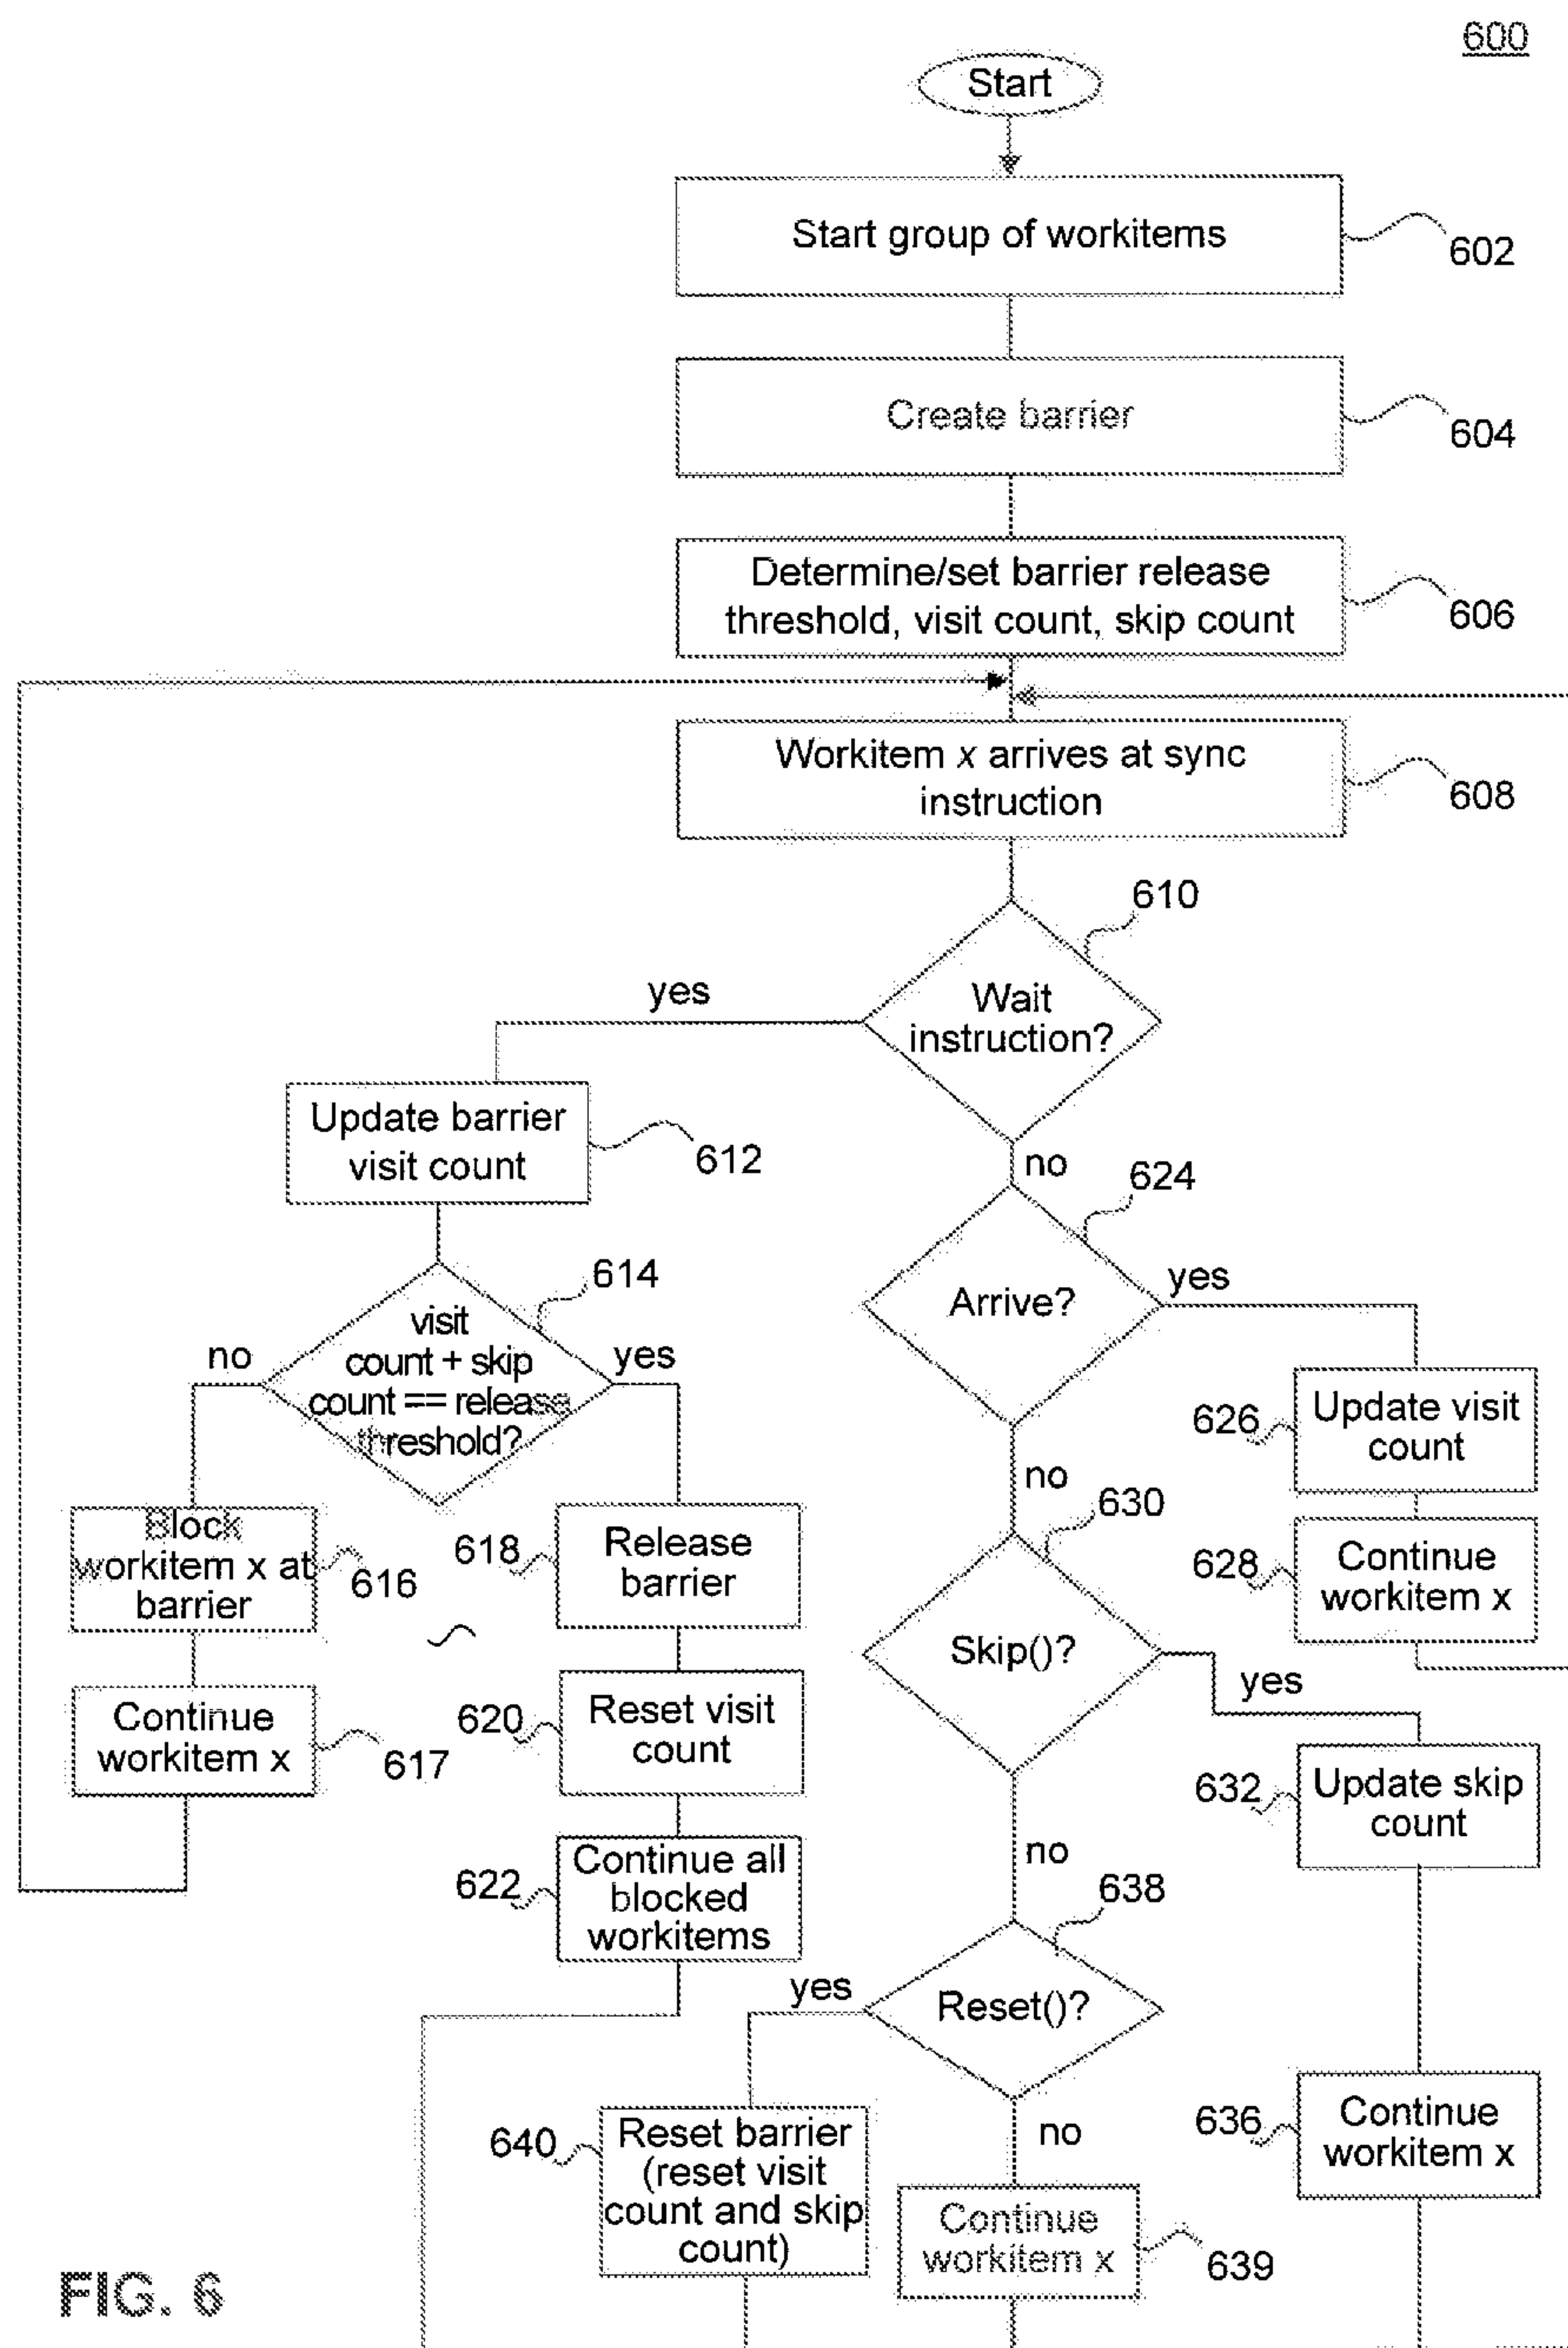 600
Start
Start group of workitems
602
Create barrier
604
Determine/set barrier release
threshold, visit count, skip count
606
Workitem x arrives at sync
instruction
608
610
Wait
instruction?
yes
no
Update barrier
visit count
612
624
Arrive?
yes
no
614
visit
count + skip
count == release
threshold?
no
yes
626
Update visit
count
628
Continue
workitem x
Block
workitem x at
barrier
616
618
Release
barrier
630
Skip()?
yes
no
Continue
workitem x
617
620
Reset visit
count
632
Update skip
count
622
Continue all
blocked
workitems
638
Reset()?
yes
no
636
Continue
workitem x
640
Reset barrier
(reset visit
count and skip
count)
Continue
workitem x
639
FIG. 6